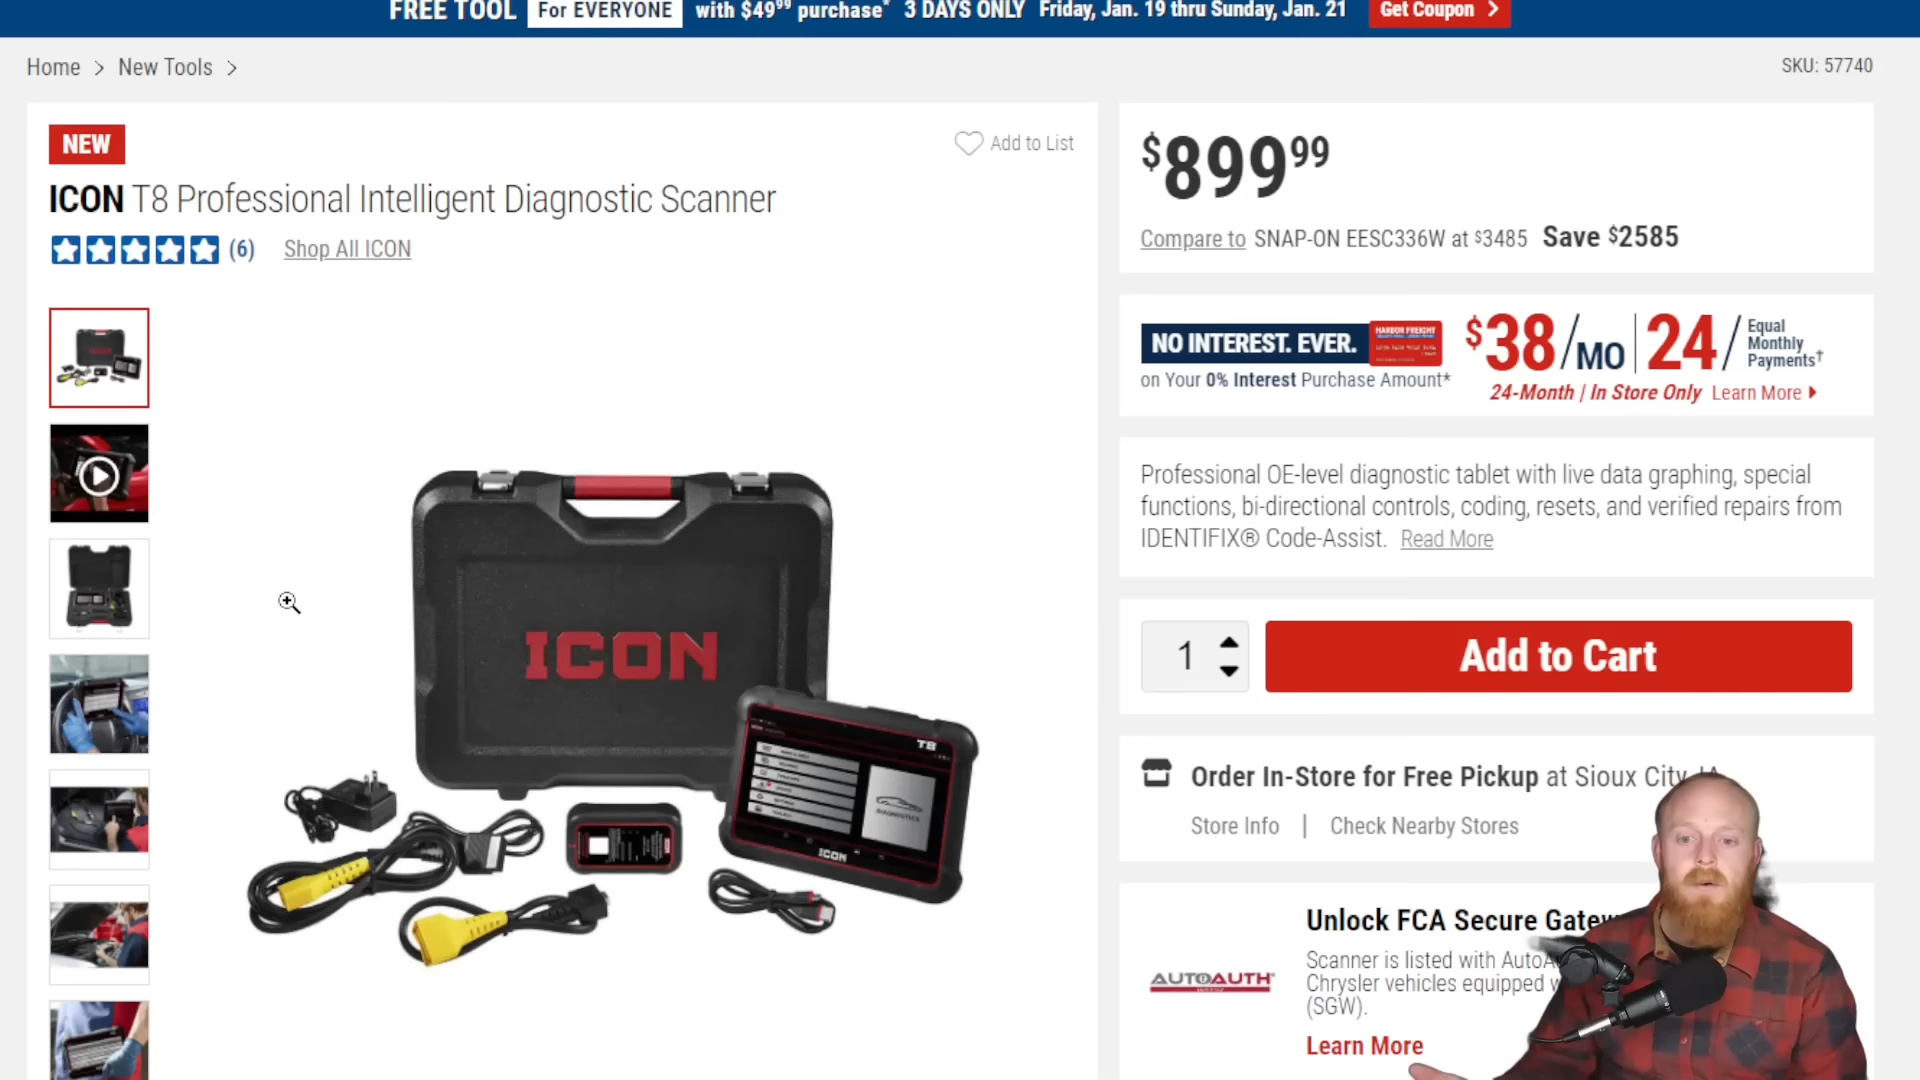 FREE TOOL For EVERYONE with $49⁹⁹ purchase* 3 DAYS ONLY Friday, Jan. 19 thru Sunday, Jan. 21 Get Coupon
Home > New Tools >
SKU: 57740
NEW
Add to List
ICON T8 Professional Intelligent Diagnostic Scanner
(6) Shop All ICON
ICON
T8
DIAGNOSTICS
ICON
$899⁹⁹
Compare to SNAP-ON EESC336W at $3485 Save $2585
NO INTEREST. EVER.
HARBOR FREIGHT
on Your 0% Interest Purchase Amount*
$38/MO | 24/ Equal
Monthly
Payments†
24-Month | In Store Only Learn More
Professional OE-level diagnostic tablet with live data graphing, special
functions, bi-directional controls, coding, resets, and verified repairs from
IDENTIFIX® Code-Assist. Read More
1
Add to Cart
Order In-Store for Free Pickup at Sioux City,
Store Info | Check Nearby Stores
AUTOAUTH
Unlock FCA Secure
Scanner is listed with
Chrysler vehicles equipped
(SGW).
Learn More